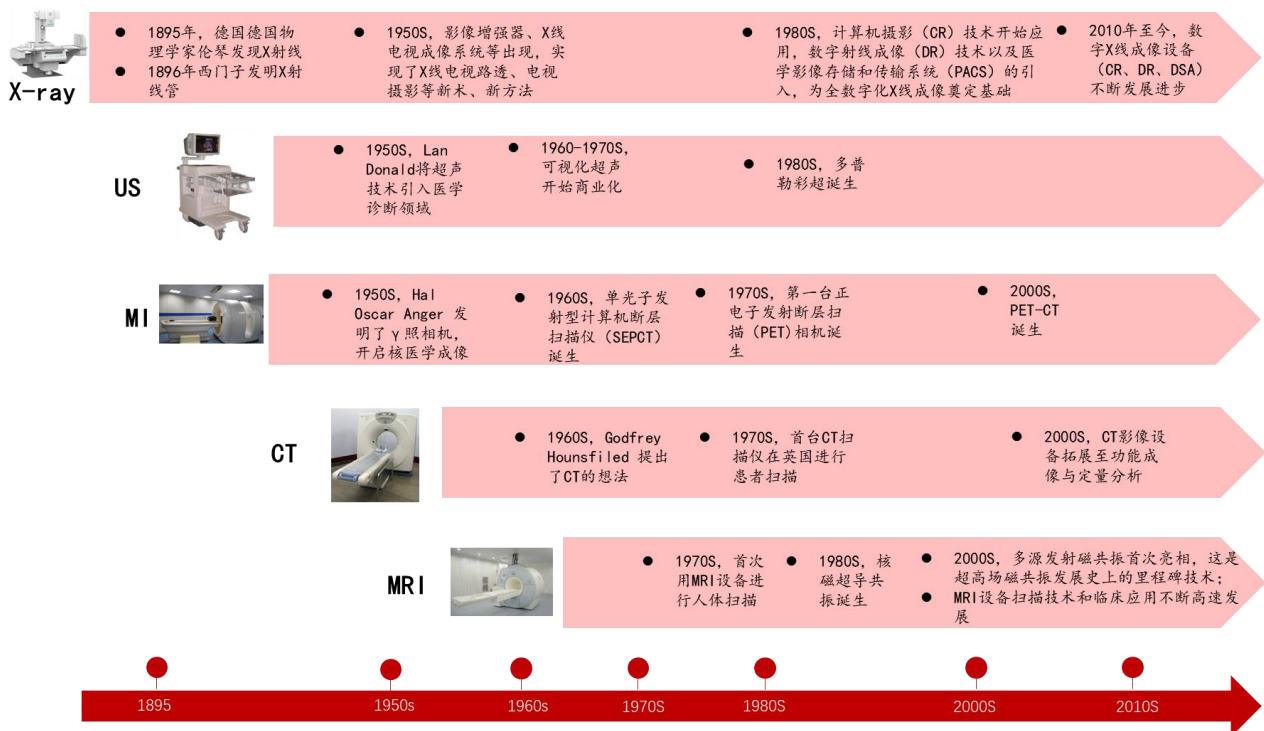 1895年，德国德国物
理学家伦琴发现X射线
1896年西门子发明X射
线管
1950S，影像增强器、X线
电视成像系统等出现，实
现了X线电视路透、电视
摄影等新术、新方法
1980S，计算机摄影（CR）技术开始应
用，数字射线成像（DR）技术以及医
学影像存储和传输系统（PACS）的引
入，为全数字化X线成像奠定基础
2010年至今，数
字X线成像设备
（CR、DR、DSA）
不断发展进步
X-ray
US
1950S，Lan
Donald将超声
技术引入医学
诊断领域
1960-1970S，
可视化超声
开始商业化
1980S，多普
勒彩超诞生
MI
1950S，Hal
Oscar Anger 发
明了γ照相机，
开启核医学成像
1960S，单光子发
射型计算机断层
扫描仪（SEPCT）
诞生
1970S，第一台正
电子发射断层扫
描（PET)相机诞
生
2000S，
PET-CT
诞生
CT
1960S，Godfrey
Hounsfiled 提出
了CT的想法
1970S，首台CT扫
描仪在英国进行
患者扫描
2000S，CT影像设
备拓展至功能成
像与定量分析
MRI
1970S，首次
用MRI设备进
行人体扫描
1980S，核
磁超导共
振诞生
2000S，多源发射磁共振首次亮相，这是
超高场磁共振发展史上的里程碑技术；
MRI设备扫描技术和临床应用不断高速发
展
1895
1950s
1960s
1970S
1980S
2000S
2010S